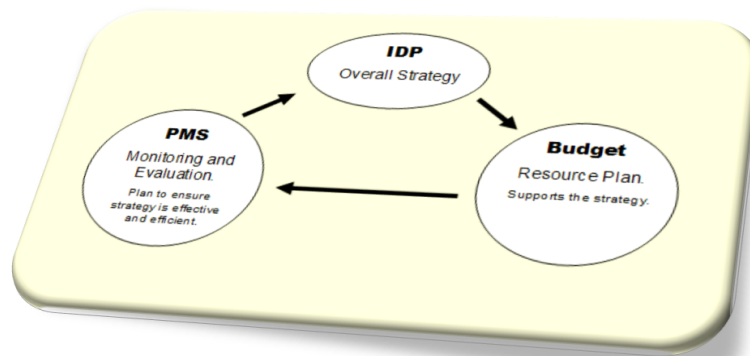 IDP
Overall Strategy
PMS
Monitoring and
Evaluation.
Plan to ensure
strategy is effective
and efficient.
Budget
Resource Plan.
Supports the strategy.